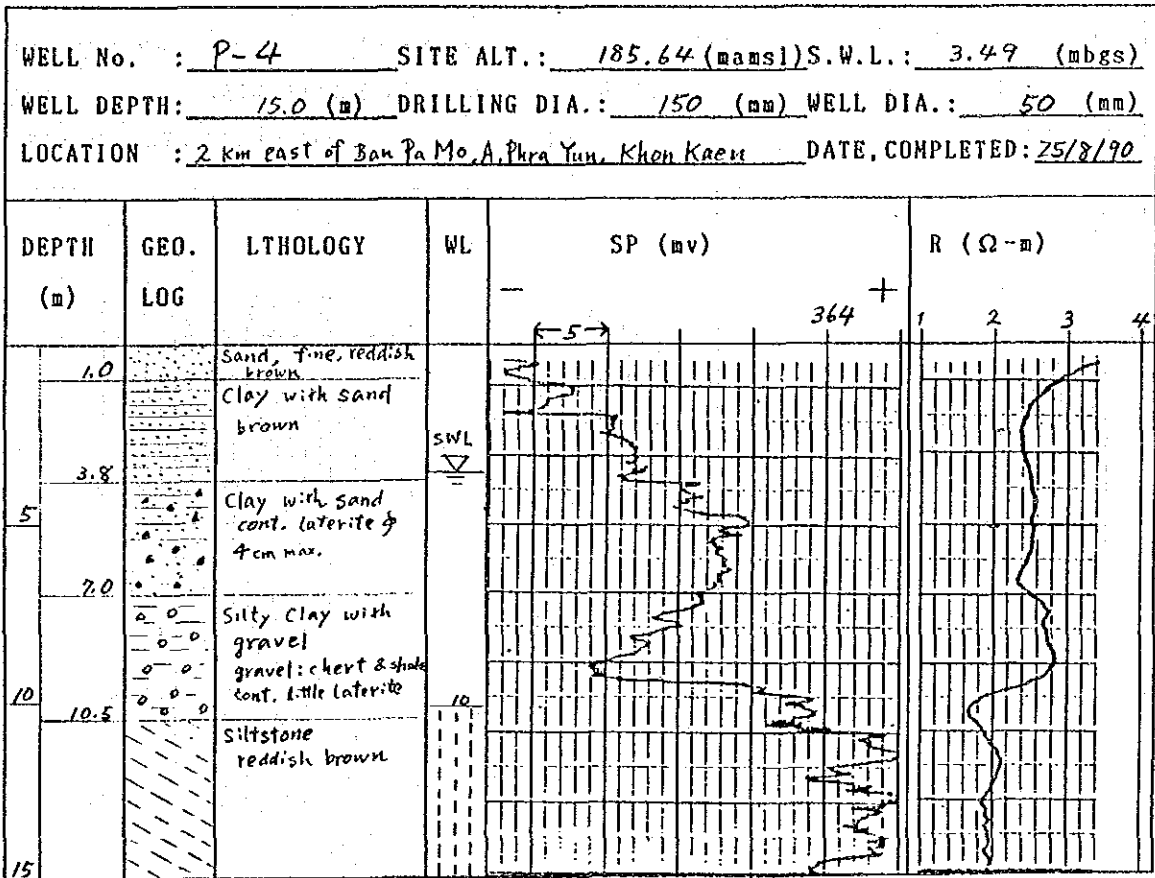 WELL No. : P-4 SITE ALT.: 185.64 (mamsl) S.W.L.: 3.49 (mbgs)
WELL DEPTH: 15.0 (m) DRILLING DIA.: 150 (mm) WELL DIA.: 50 (mm)
LOCATION : 2 km east of Ban Pa Mo, A. Phra Yun, Khon Kaen DATE, COMPLETED: 25/8/90
DEPTH (m)
GEO. LOG
LTHOLOGY
WL
SP (mv)
R (Ω-m)
- +
5 364
1 2 3 4
Sand, fine, reddish
brown
1.0
Clay with sand
brown
SWL
3.8
Clay with sand
cont. laterite φ
4 cm max.
5
7.0
Silty Clay with
gravel
gravel: chert & shale
cont. little laterite
10
10
10.5
Siltstone
reddish brown
15